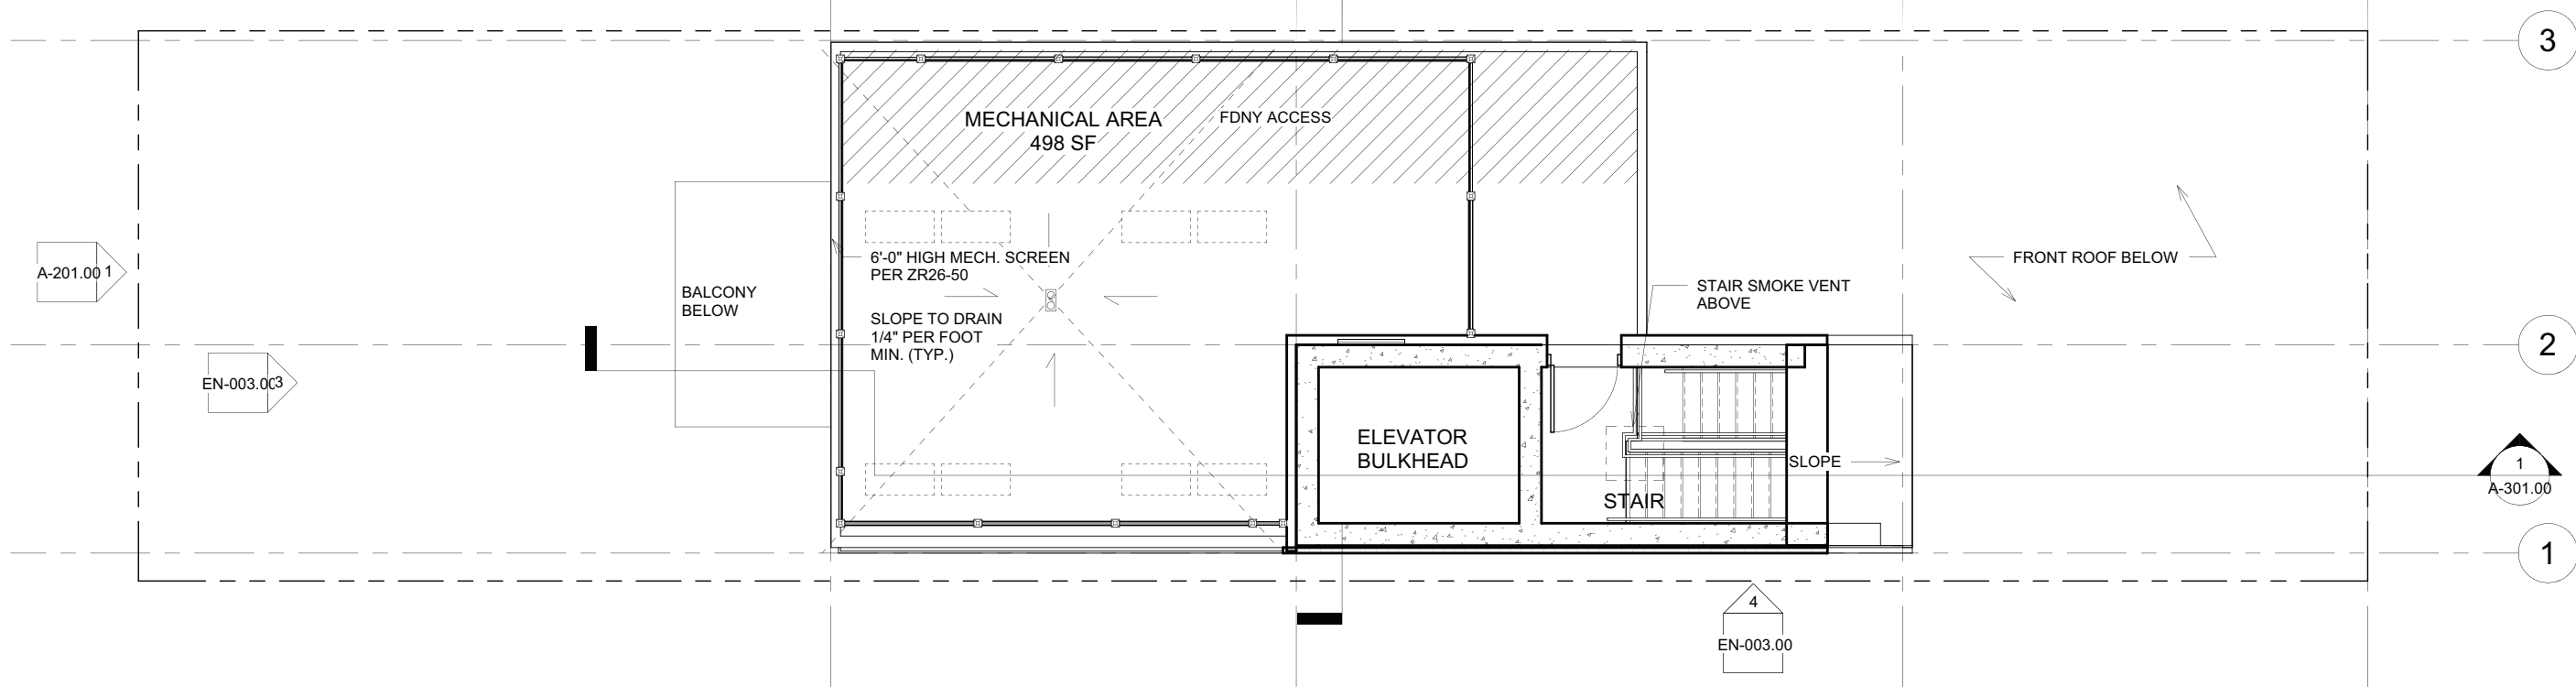 3
MECHANICAL AREA
498 SF
FDNY ACCESS
A-201.00 1
6'-0" HIGH MECH. SCREEN
PER ZR26-50
FRONT ROOF BELOW
BALCONY
BELOW
STAIR SMOKE VENT
ABOVE
SLOPE TO DRAIN
1/4" PER FOOT
MIN. (TYP.)
2
EN-003.00 3
ELEVATOR
BULKHEAD
SLOPE
STAIR
1
A-301.00
1
4
EN-003.00